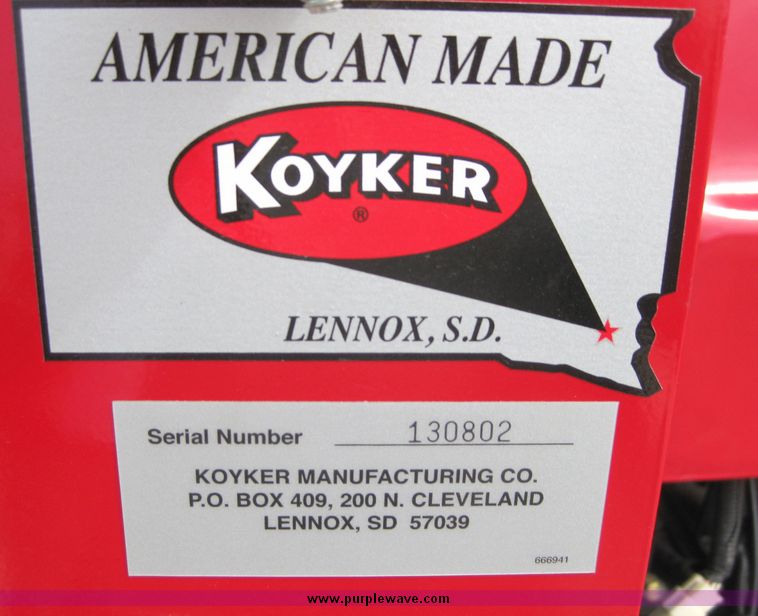 AMERICAN MADE
KOYKER
®
LENNOX, S.D.
Serial Number 130802
KOYKER MANUFACTURING CO.
P.O. BOX 409, 200 N. CLEVELAND
LENNOX, SD 57039
666941
www.purplewave.com